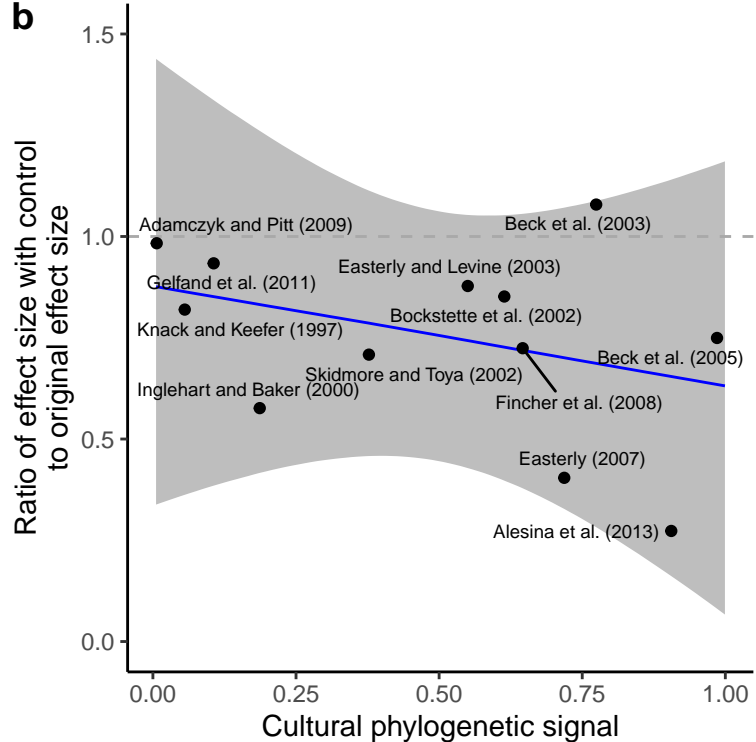 b
Ratio of effect size with control
to original effect size
1.5
1.0
0.5
0.0
Adamczyk and Pitt (2009)
Beck et al. (2003)
Easterly and Levine (2003)
Gelfand et al. (2011)
Bockstette et al. (2002)
Knack and Keefer (1997)
Beck et al. (2005)
Skidmore and Toya (2002)
Inglehart and Baker (2000)
Fincher et al. (2008)
Easterly (2007)
Alesina et al. (2013)
0.00 0.25 0.50 0.75 1.00
Cultural phylogenetic signal